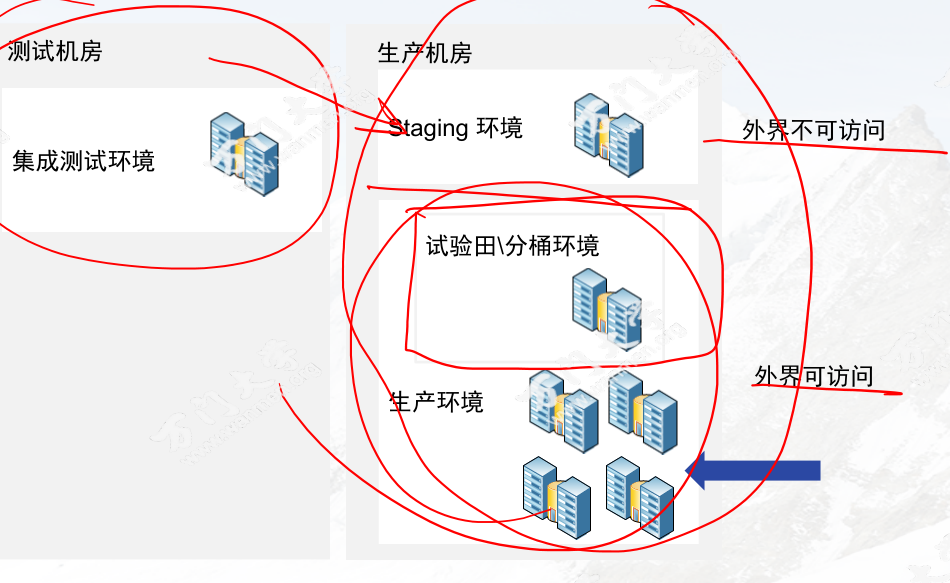 测试机房
生产机房
Staging 环境
外界不可访问
集成测试环境
试验田\分桶环境
外界可访问
生产环境